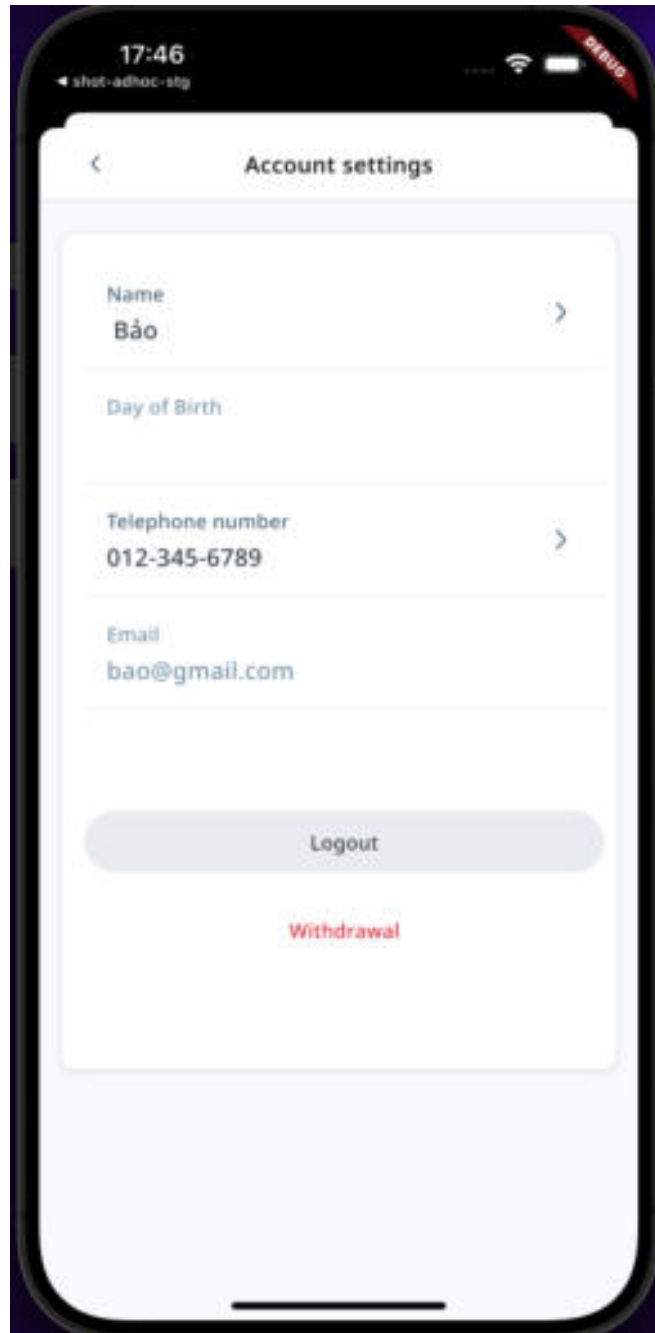 17:46
◀ shot-adhoc-stg
DEBUG
Account settings
Name
Bảo
Day of Birth
Telephone number
012-345-6789
Email
bao@gmail.com
Logout
Withdrawal